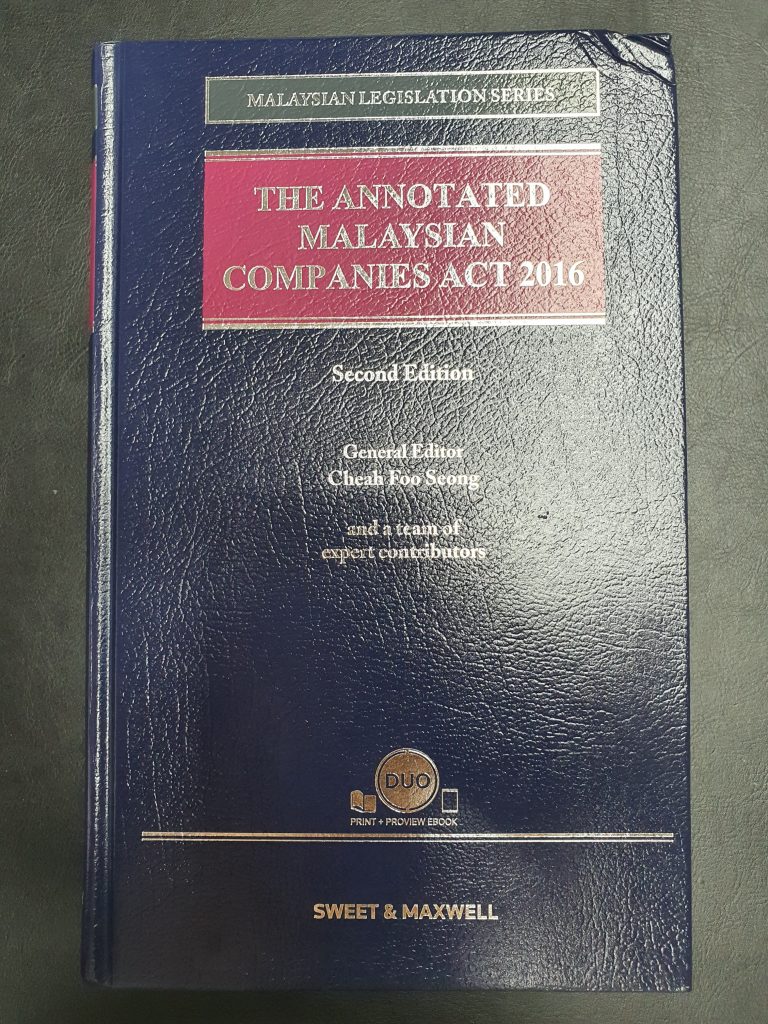 MALAYSIAN LEGISLATION SERIES
THE ANNOTATED
MALAYSIAN
COMPANIES ACT 2016
Second Edition
General Editor
Cheah Foo Seong
and a team of
expert contributors
DUO
PRINT + PROVIEW EBOOK
SWEET & MAXWELL